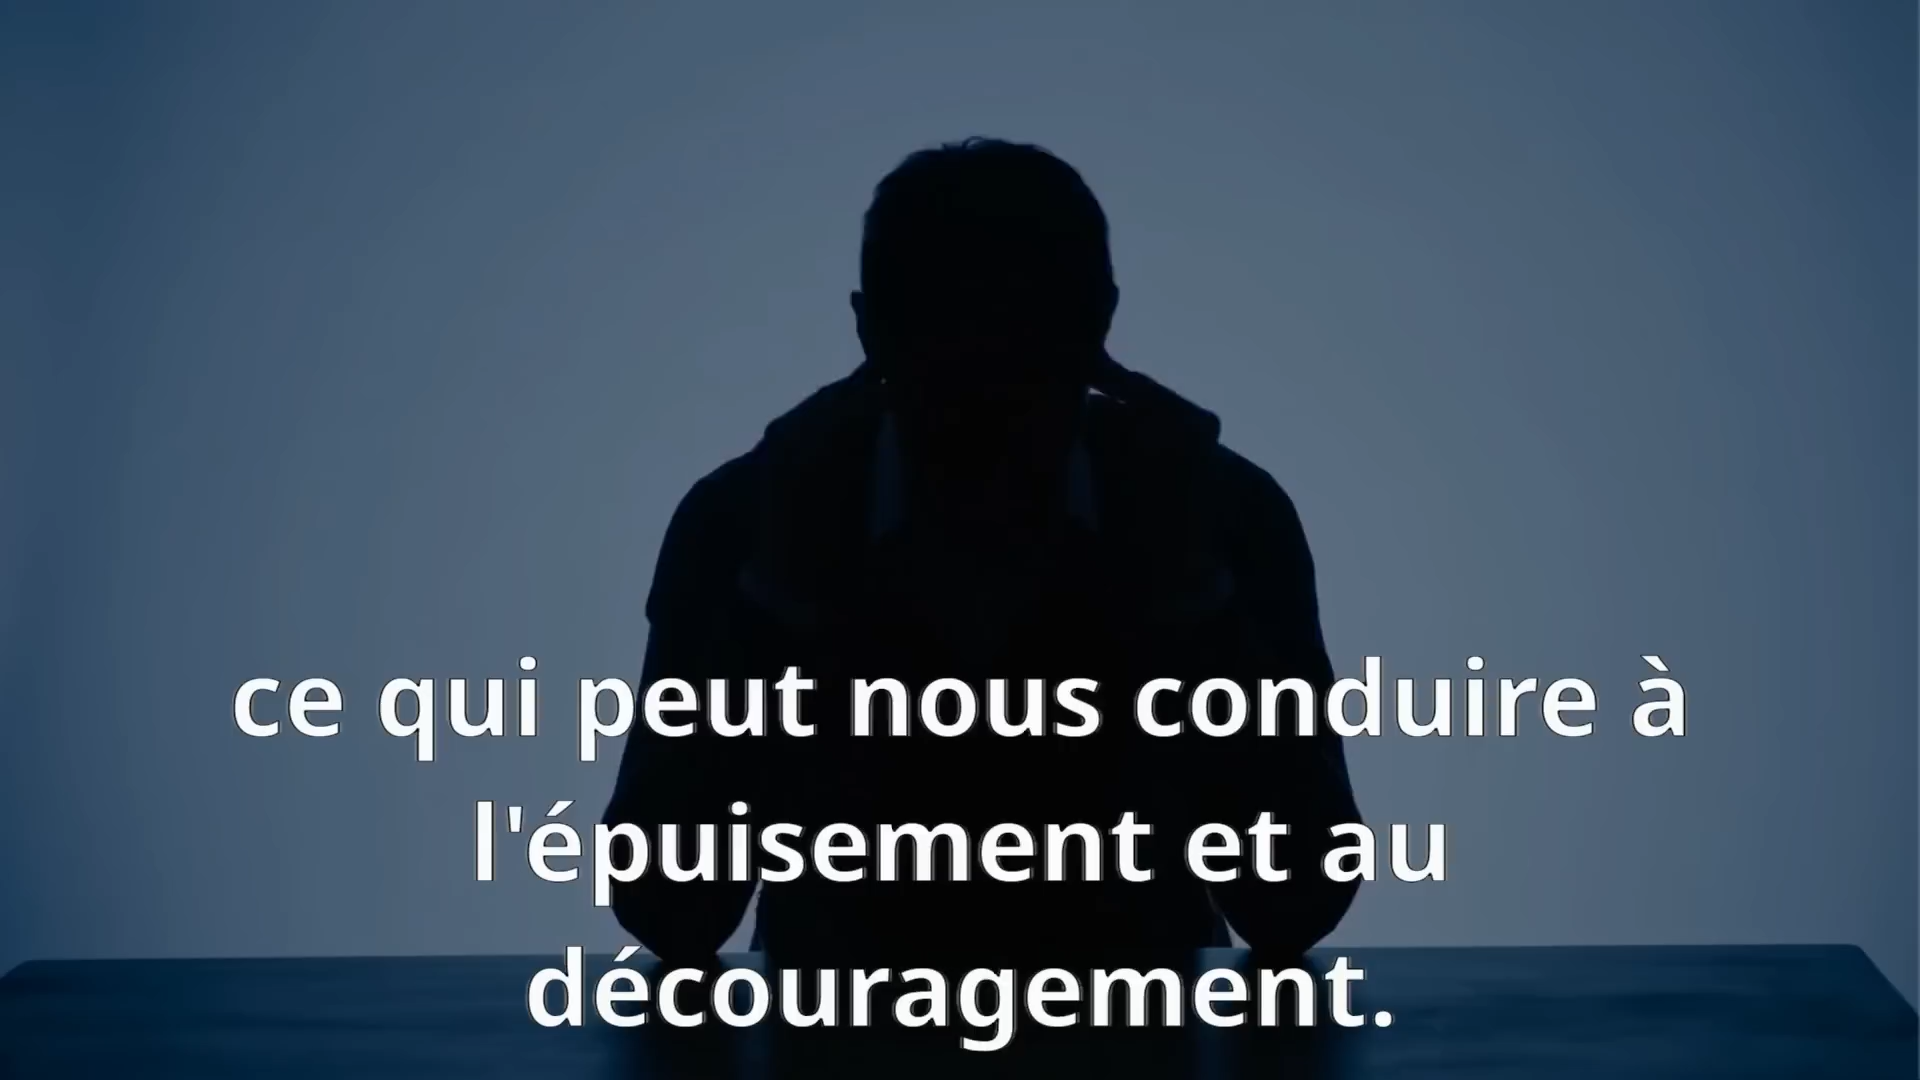 ce qui peut nous conduire à
l'épuisement et au
découragement.